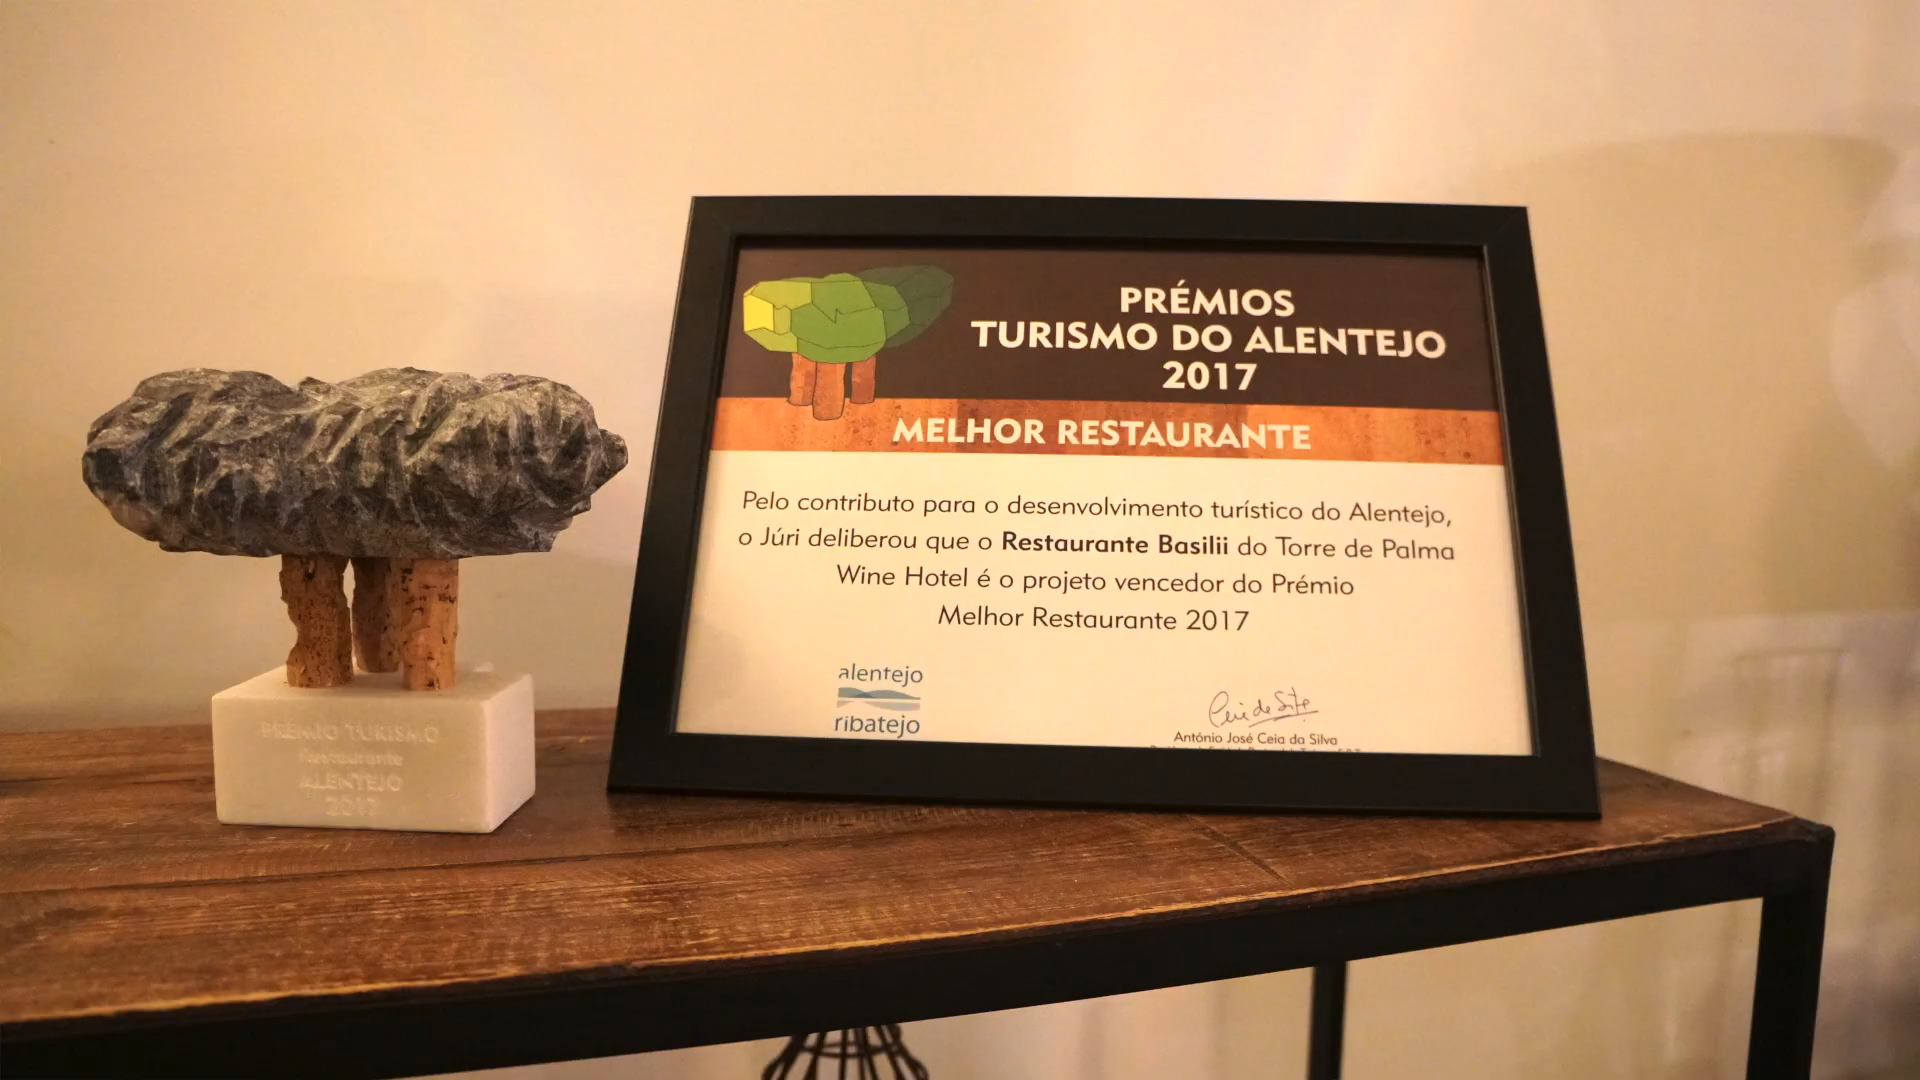 PRÉMIOS
TURISMO DO ALENTEJO
2017
MELHOR RESTAURANTE
Pelo contributo para o desenvolvimento turístico do Alentejo,
o Júri deliberou que o Restaurante Basilii do Torre de Palma
Wine Hotel é o projeto vencedor do Prémio
Melhor Restaurante 2017
alentejo
ribatejo
António José Ceia da Silva
PRÉMIO TURISMO
Restaurante
ALENTEJO
2017